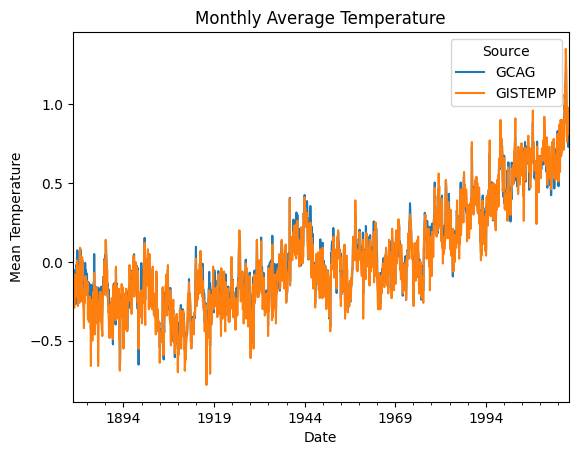 Monthly Average Temperature
Source
GCAG
GISTEMP
1.0
0.5
0.0
−0.5
Mean Temperature
1894
1919
1944
1969
1994
Date